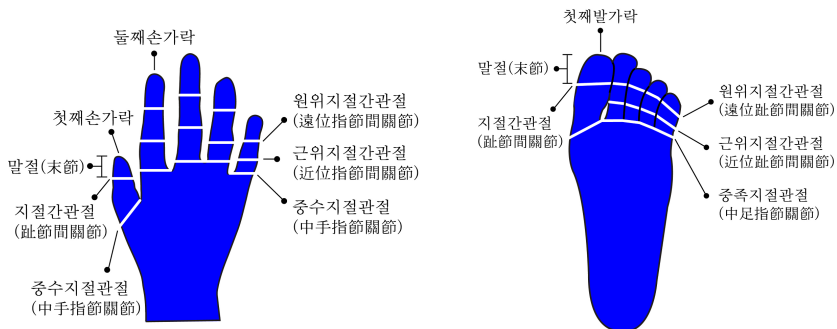 둘째손가락
첫째손가락
말절(末節)
지절간관절
(趾節間關節)
중수지절관절
(中手指節關節)
원위지절간관절
(遠位指節間關節)
근위지절간관절
(近位指節間關節)
중수지절관절
(中手指節關節)
첫째발가락
말절(末節)
지절간관절
(趾節間關節)
원위지절간관절
(遠位趾節間關節)
근위지절간관절
(近位趾節間關節)
중족지절관절
(中足指節關節)